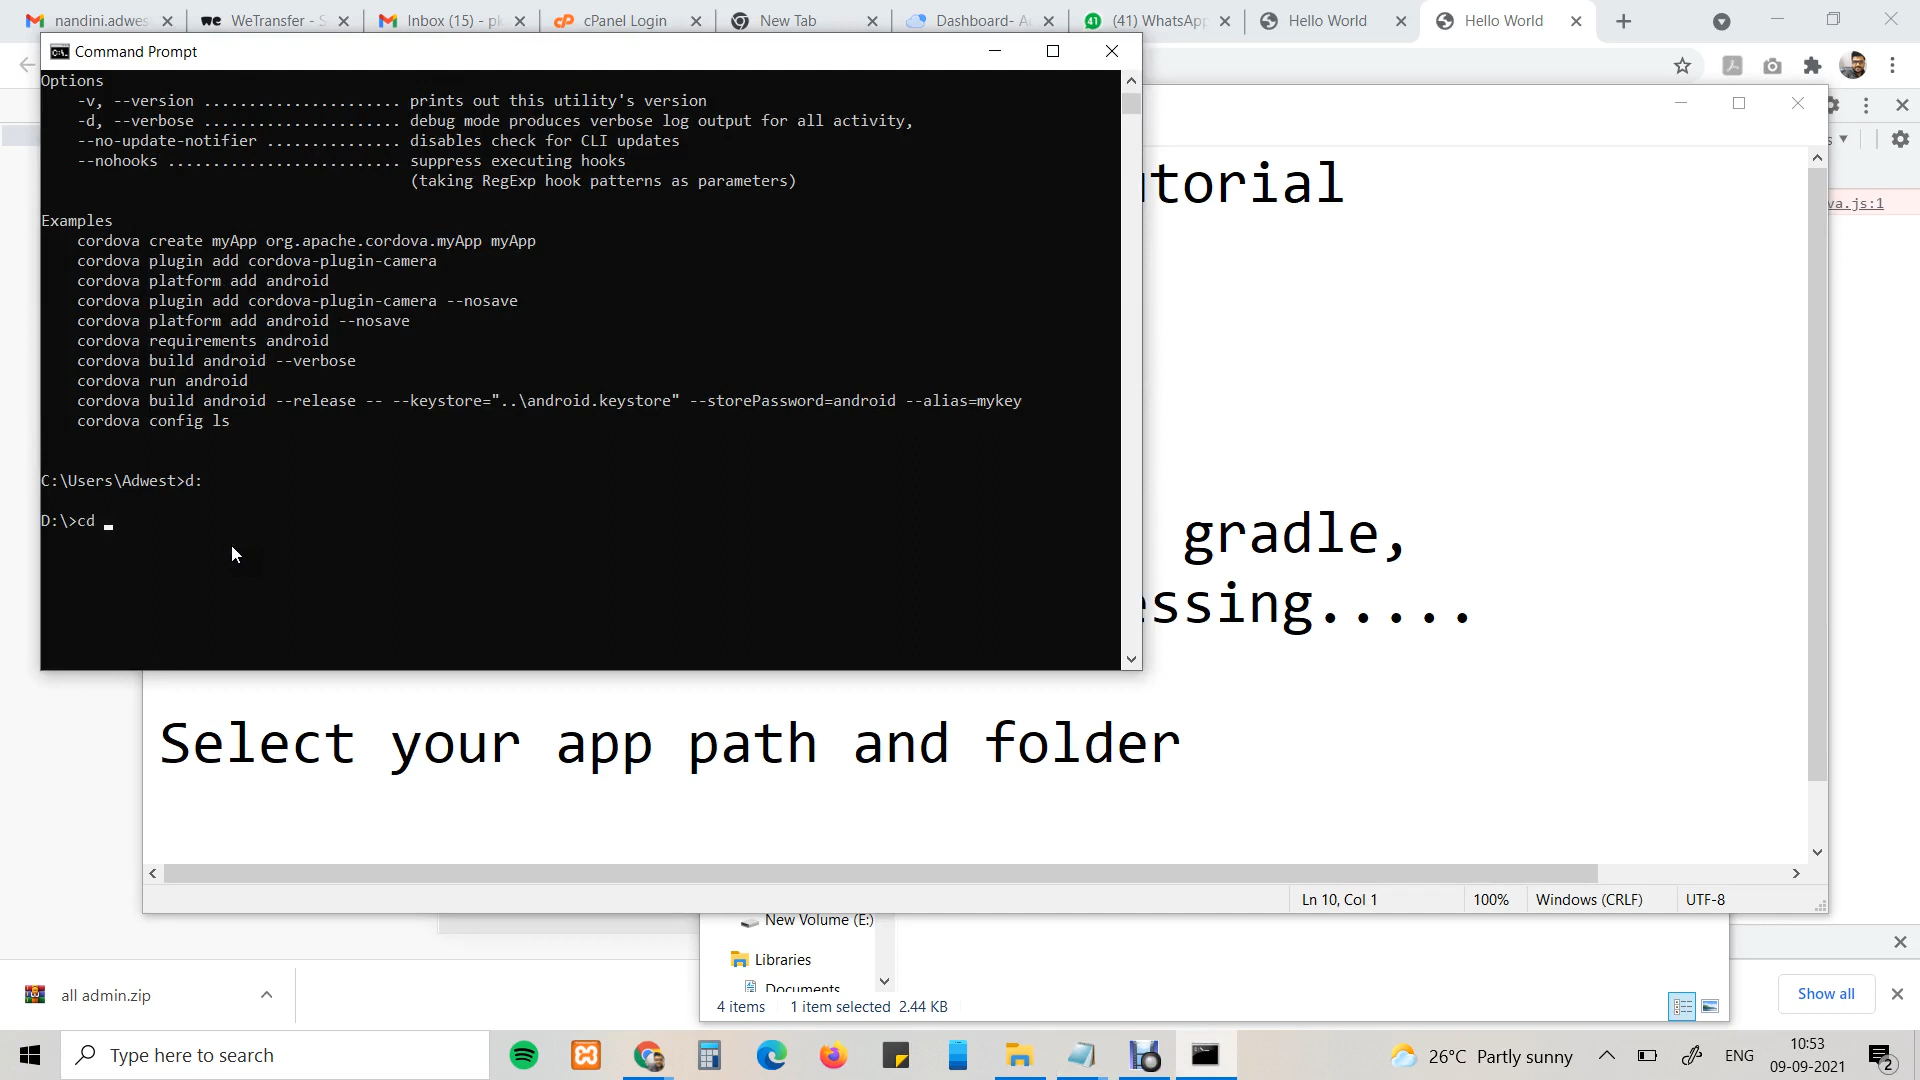 nandini.adwes
WeTransfer - S
Inbox (15) - pk
cPanel Login
New Tab
Dashboard- A
(41) WhatsApp
Hello World
Hello World
Command Prompt
Options
-v, --version ...................... prints out this utility's version
-d, --verbose ...................... debug mode produces verbose log output for all activity,
--no-update-notifier ............... disables check for CLI updates
--nohooks .......................... suppress executing hooks
(taking RegExp hook patterns as parameters)
Examples
cordova create myApp org.apache.cordova.myApp myApp
cordova plugin add cordova-plugin-camera
cordova platform add android
cordova plugin add cordova-plugin-camera --nosave
cordova platform add android --nosave
cordova requirements android
cordova build android --verbose
cordova run android
cordova build android --release -- --keystore="..\android.keystore" --storePassword=android --alias=mykey
cordova config ls
C:\Users\Adwest>d:
D:\>cd _
utorial
va.js:1
gradle,
essing.....
Select your app path and folder
Ln 10, Col 1
100%
Windows (CRLF)
UTF-8
New Volume (E:)
Libraries
Documents
4 items
1 item selected 2.44 KB
all admin.zip
Show all
Type here to search
26°C Partly sunny
ENG
10:53
09-09-2021
2